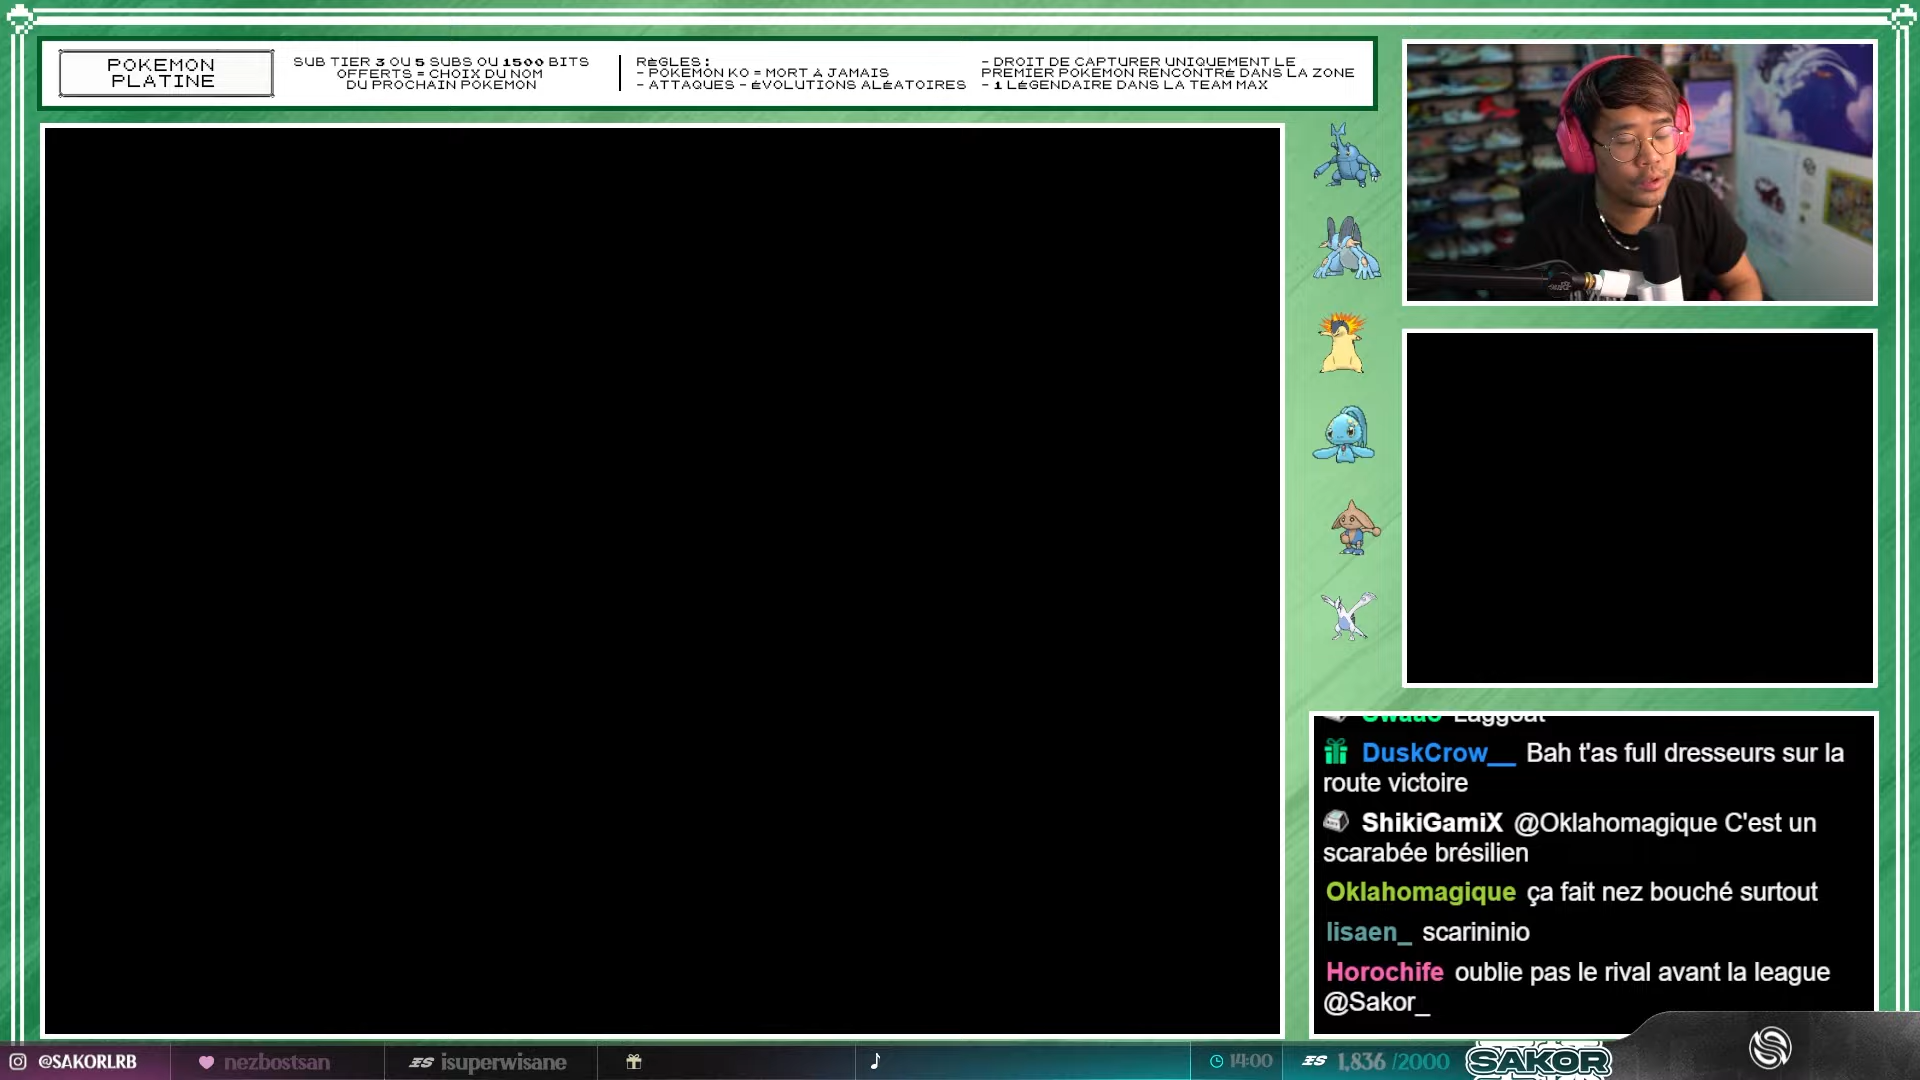 POKEMON
PLATINE
SUB TIER 3 OU 5 SUBS OU 1500 BITS
OFFERTS = CHOIX DU NOM
DU PROCHAIN POKEMON
RÈGLES :
- POKEMON KO = MORT À JAMAIS
- ATTAQUES - ÉVOLUTIONS ALÉATOIRES
- DROIT DE CAPTURER UNIQUEMENT LE
PREMIER POKEMON RENCONTRÉ DANS LA ZONE
- 1 LÉGENDAIRE DANS LA TEAM MAX
DuskCrow__ Bah t'as full dresseurs sur la
route victoire
ShikiGamiX @Oklahomagique C'est un
scarabée brésilien
Oklahomagique ça fait nez bouché surtout
lisaen_ scarininio
Horochife oublie pas le rival avant la league
@Sakor_
@SAKORLRB
nezbostsan
isuperwisane
14:00
1,836 /2000
SAKOR